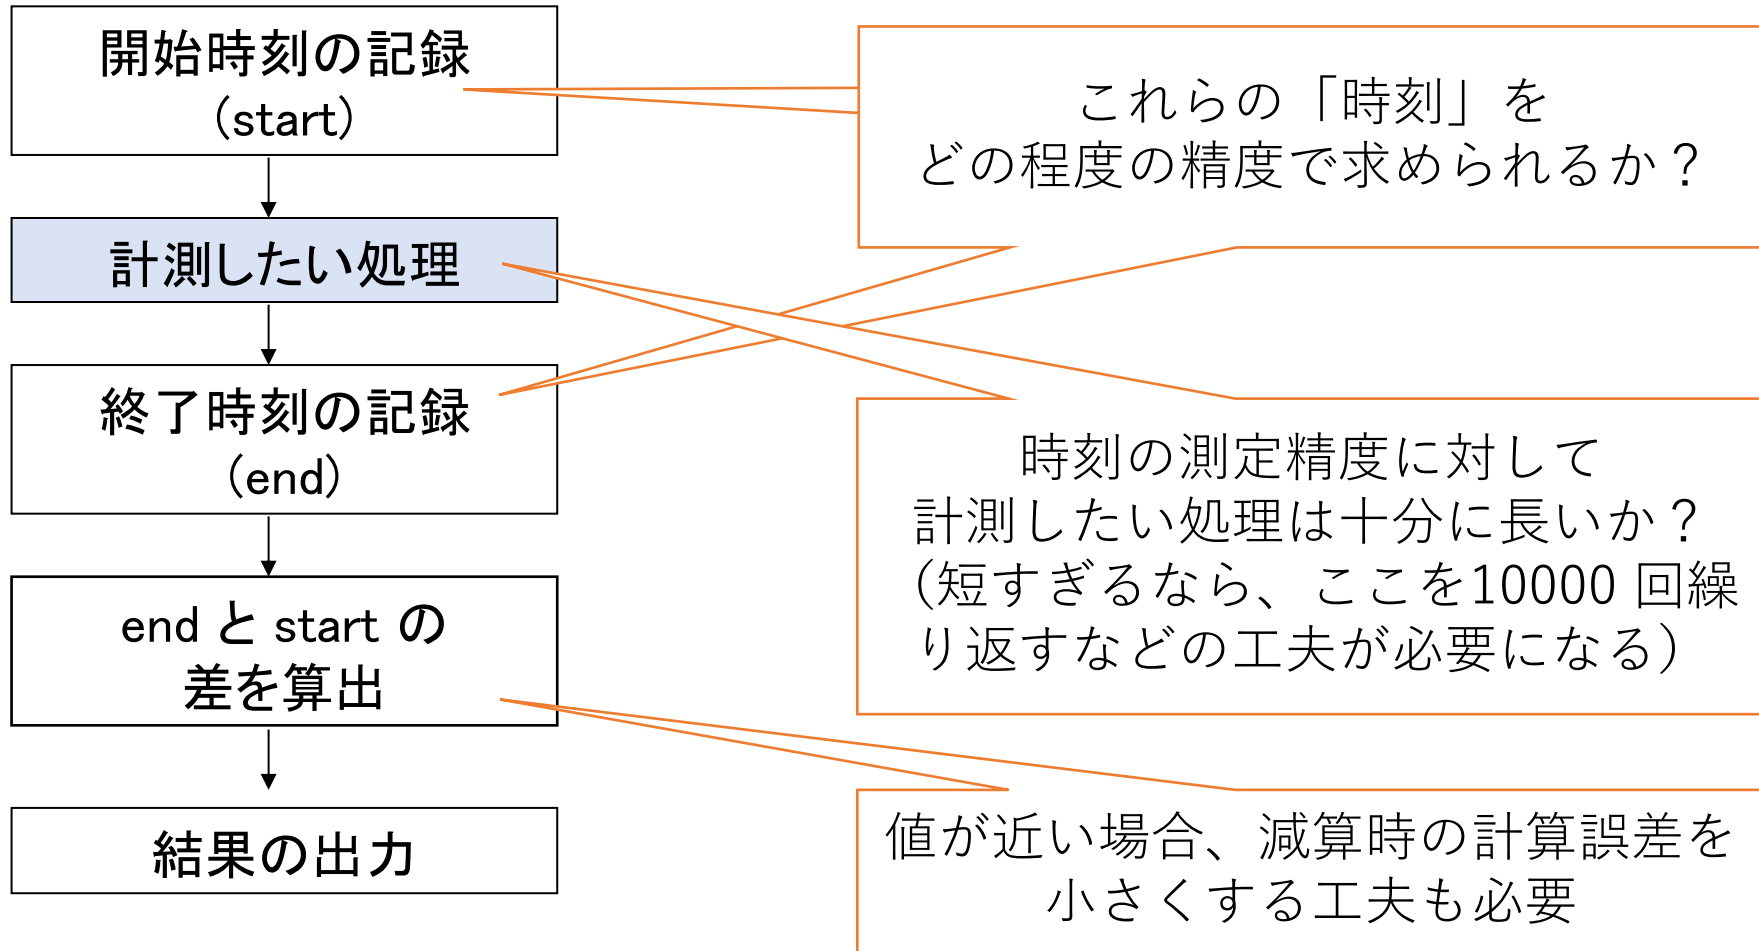 開始時刻の記録
(start)
計測したい処理
終了時刻の記録
(end)
end と start の
差を算出
結果の出力
これらの「時刻」を
どの程度の精度で求められるか？
時刻の測定精度に対して
計測したい処理は十分に長いか？
(短すぎるなら、ここを10000 回繰
り返すなどの工夫が必要になる)
値が近い場合、減算時の計算誤差を
小さくする工夫も必要